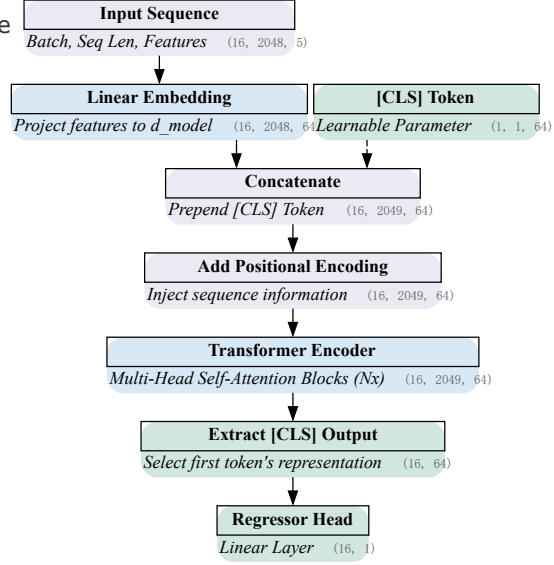 e
Input Sequence
Batch, Seq Len, Features (16, 2048, 5)
Linear Embedding
Project features to d_model (16, 2048, 64
[CLS] Token
Learnable Parameter (1, 1, 64)
Concatenate
Prepend [CLS] Token (16, 2049, 64)
Add Positional Encoding
Inject sequence information (16, 2049, 64)
Transformer Encoder
Multi-Head Self-Attention Blocks (Nx) (16, 2049, 64)
Extract [CLS] Output
Select first token's representation (16, 64)
Regressor Head
Linear Layer (16, 1)